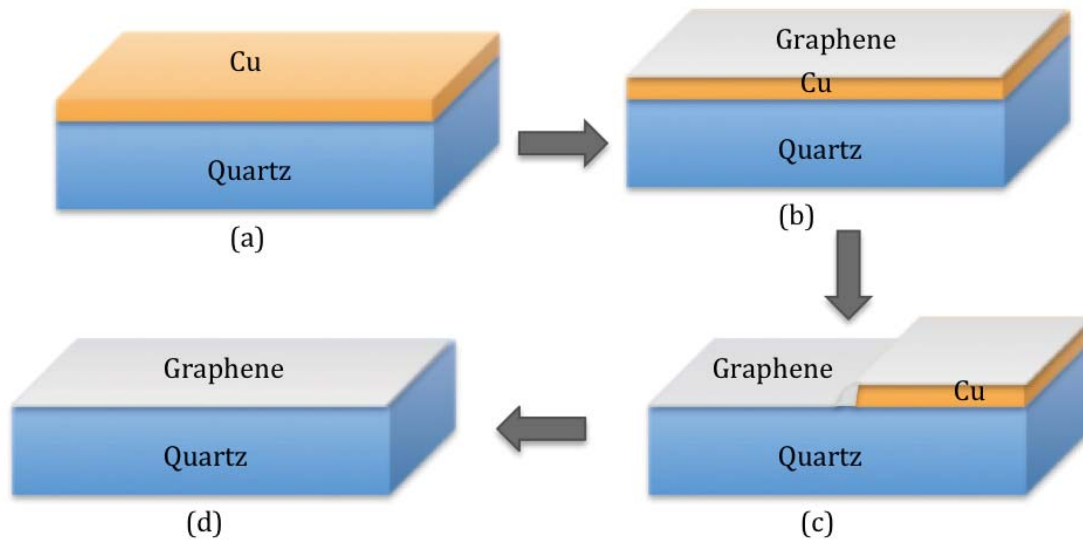 Cu
Quartz
(a)
Graphene
Cu
Quartz
(b)
Graphene
Cu
Quartz
(c)
Graphene
Quartz
(d)